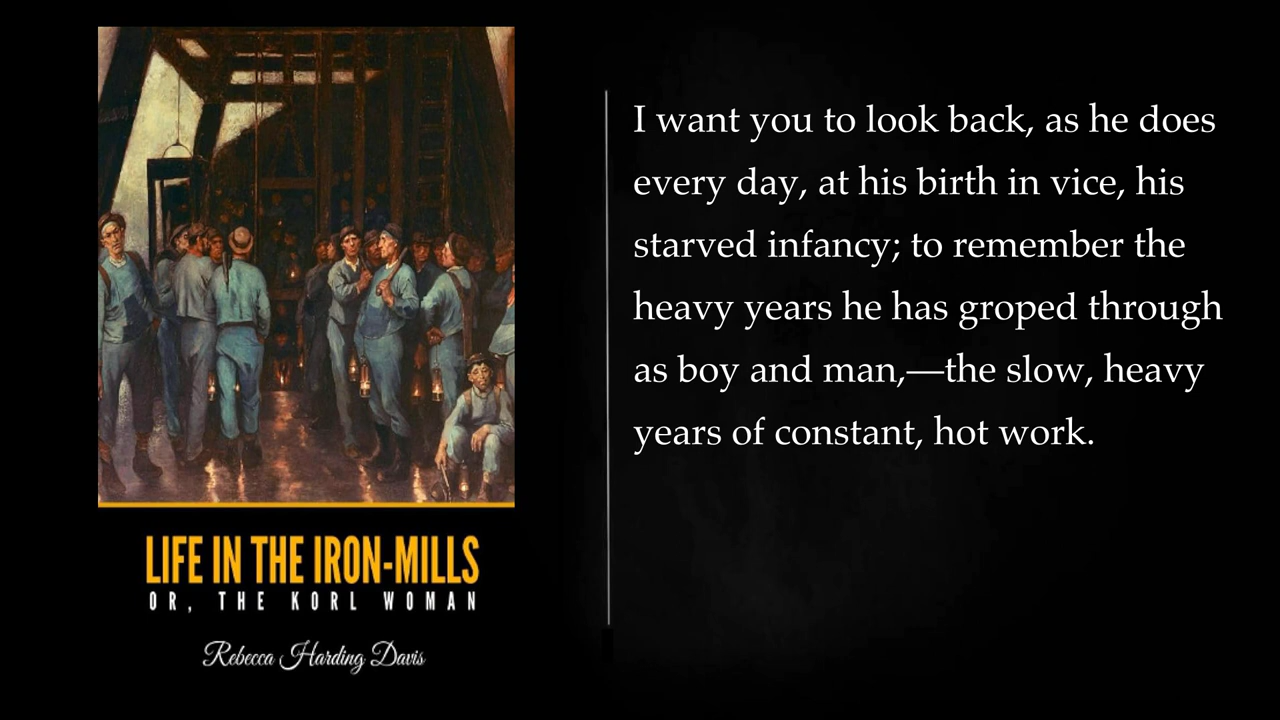 I want you to look back, as he does
every day, at his birth in vice, his
starved infancy; to remember the
heavy years he has groped through
as boy and man,—the slow, heavy
years of constant, hot work.
LIFE IN THE IRON-MILLS
OR, THE KORL WOMAN
Rebecca Harding Davis